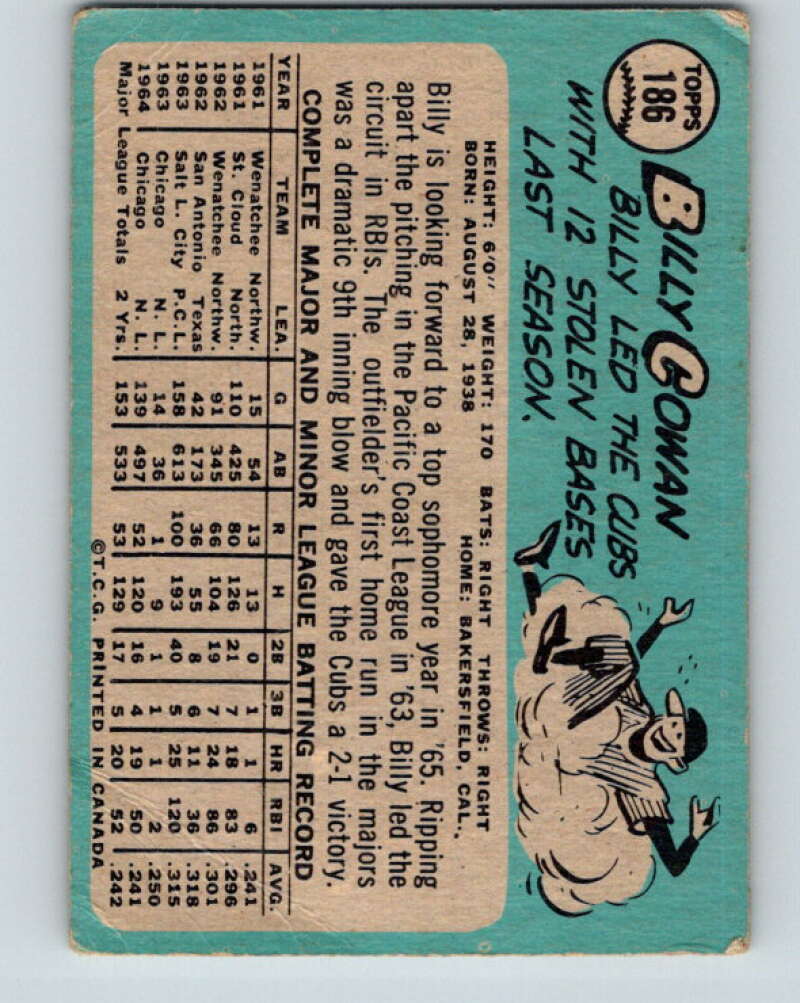 TOPPS
186
BILLY COWAN
BILLY LED THE CUBS
WITH 12 STOLEN BASES
LAST SEASON.
HEIGHT: 6'0" WEIGHT: 170 BATS: RIGHT THROWS: RIGHT
BORN: AUGUST 28, 1938 HOME: BAKERSFIELD, CAL.
Billy is looking forward to a top sophomore year in '65. Ripping
apart the pitching in the Pacific Coast League in '63, Billy led the
circuit in RBIs. The outfielder's first home run in the majors
was a dramatic 9th inning blow and gave the Cubs a 2-1 victory.
COMPLETE MAJOR AND MINOR LEAGUE BATTING RECORD
YEAR TEAM LEA. G AB R H 2B 3B HR RBI AVG.
1961 Wenatchee Northw. 15 54 13 13 0 1 1 6 .241
1961 St. Cloud North. 110 425 80 126 21 7 18 83 .296
1962 Wenatchee Northw. 91 345 66 104 19 7 24 86 .301
1962 San Antonio Texas 42 173 36 55 8 6 11 36 .318
1963 Salt L. City P.C.L. 158 613 100 193 40 5 25 120 .315
1963 Chicago N. L. 14 36 1 9 1 1 1 2 .250
1964 Chicago N. L. 139 497 52 120 16 4 19 50 .241
Major League Totals 2 Yrs. 153 533 53 129 17 5 20 52 .242
©T.C.G. PRINTED IN CANADA